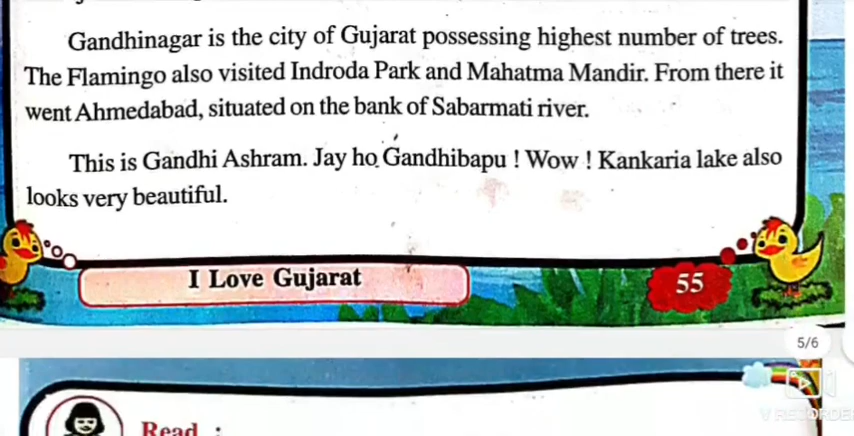 Gandhinagar is the city of Gujarat possessing highest number of trees.
The Flamingo also visited Indroda Park and Mahatma Mandir. From there it
went Ahmedabad, situated on the bank of Sabarmati river.
This is Gandhi Ashram. Jay ho Gandhibapu ! Wow ! Kankaria lake also
looks very beautiful.
I Love Gujarat
55
5/6
Read :